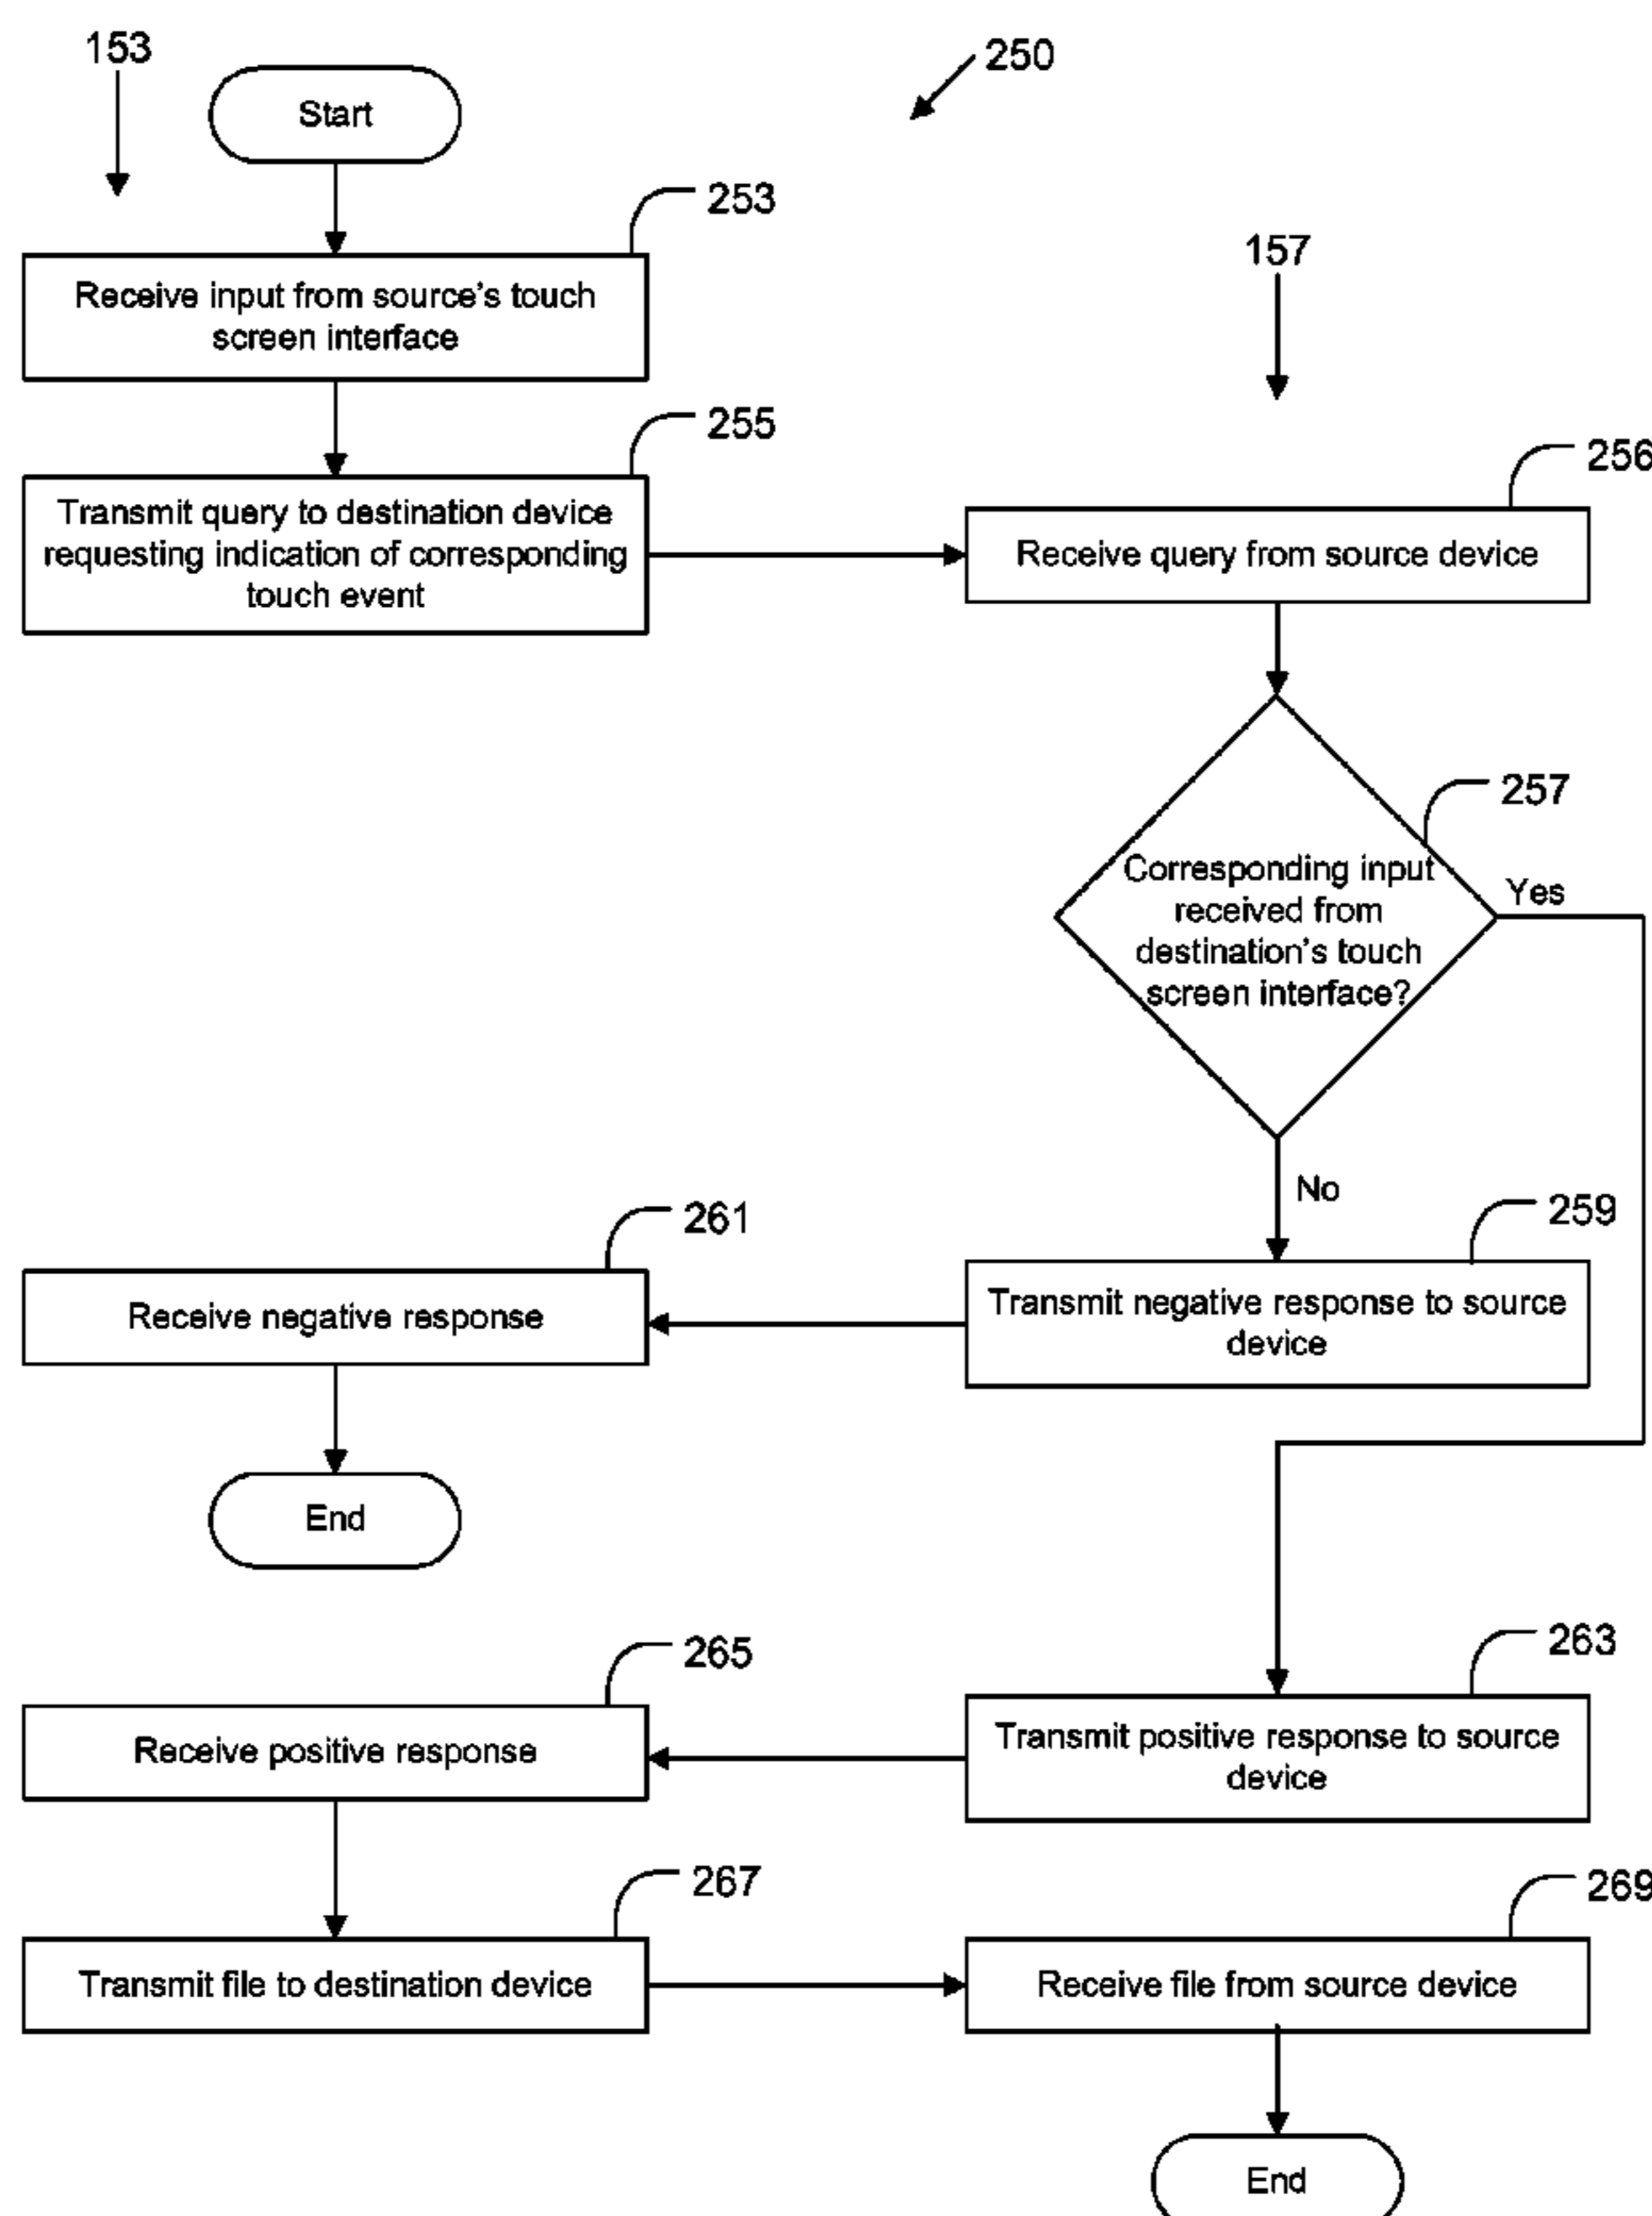 153
Start
250
253
Receive input from source's touch
screen interface
157
255
Transmit query to destination device
requesting indication of corresponding
touch event
256
Receive query from source device
257
Corresponding input
received from
destination's touch
screen interface?
Yes
No
261
Receive negative response
259
Transmit negative response to source
device
End
265
Receive positive response
263
Transmit positive response to source
device
267
Transmit file to destination device
269
Receive file from source device
End